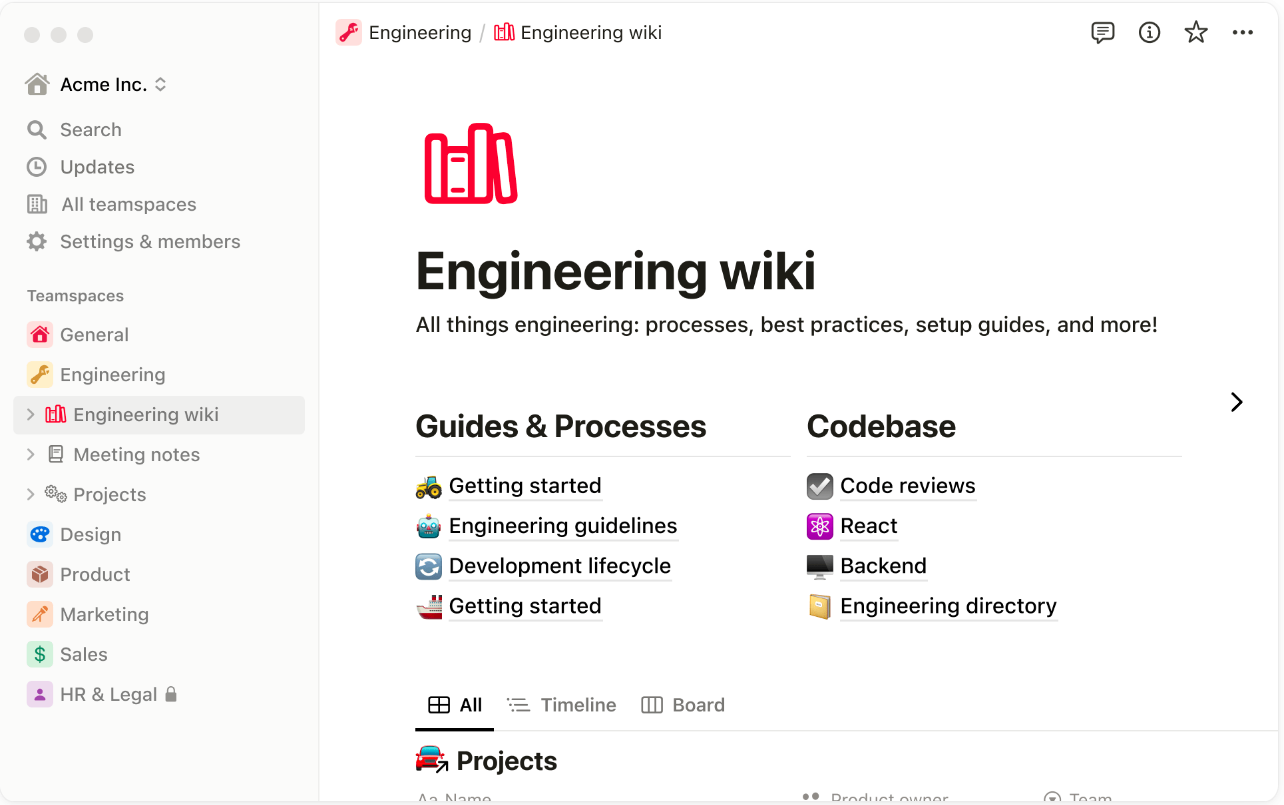 Acme Inc.
Search
Updates
All teamspaces
Settings & members
Teamspaces
General
Engineering
Engineering wiki
Meeting notes
Projects
Design
Product
Marketing
Sales
HR & Legal
Engineering / Engineering wiki
Engineering wiki
All things engineering: processes, best practices, setup guides, and more!
Guides & Processes
Getting started
Engineering guidelines
Development lifecycle
Getting started
Codebase
Code reviews
React
Backend
Engineering directory
All Timeline Board
Projects
Aa Name Product owner Team